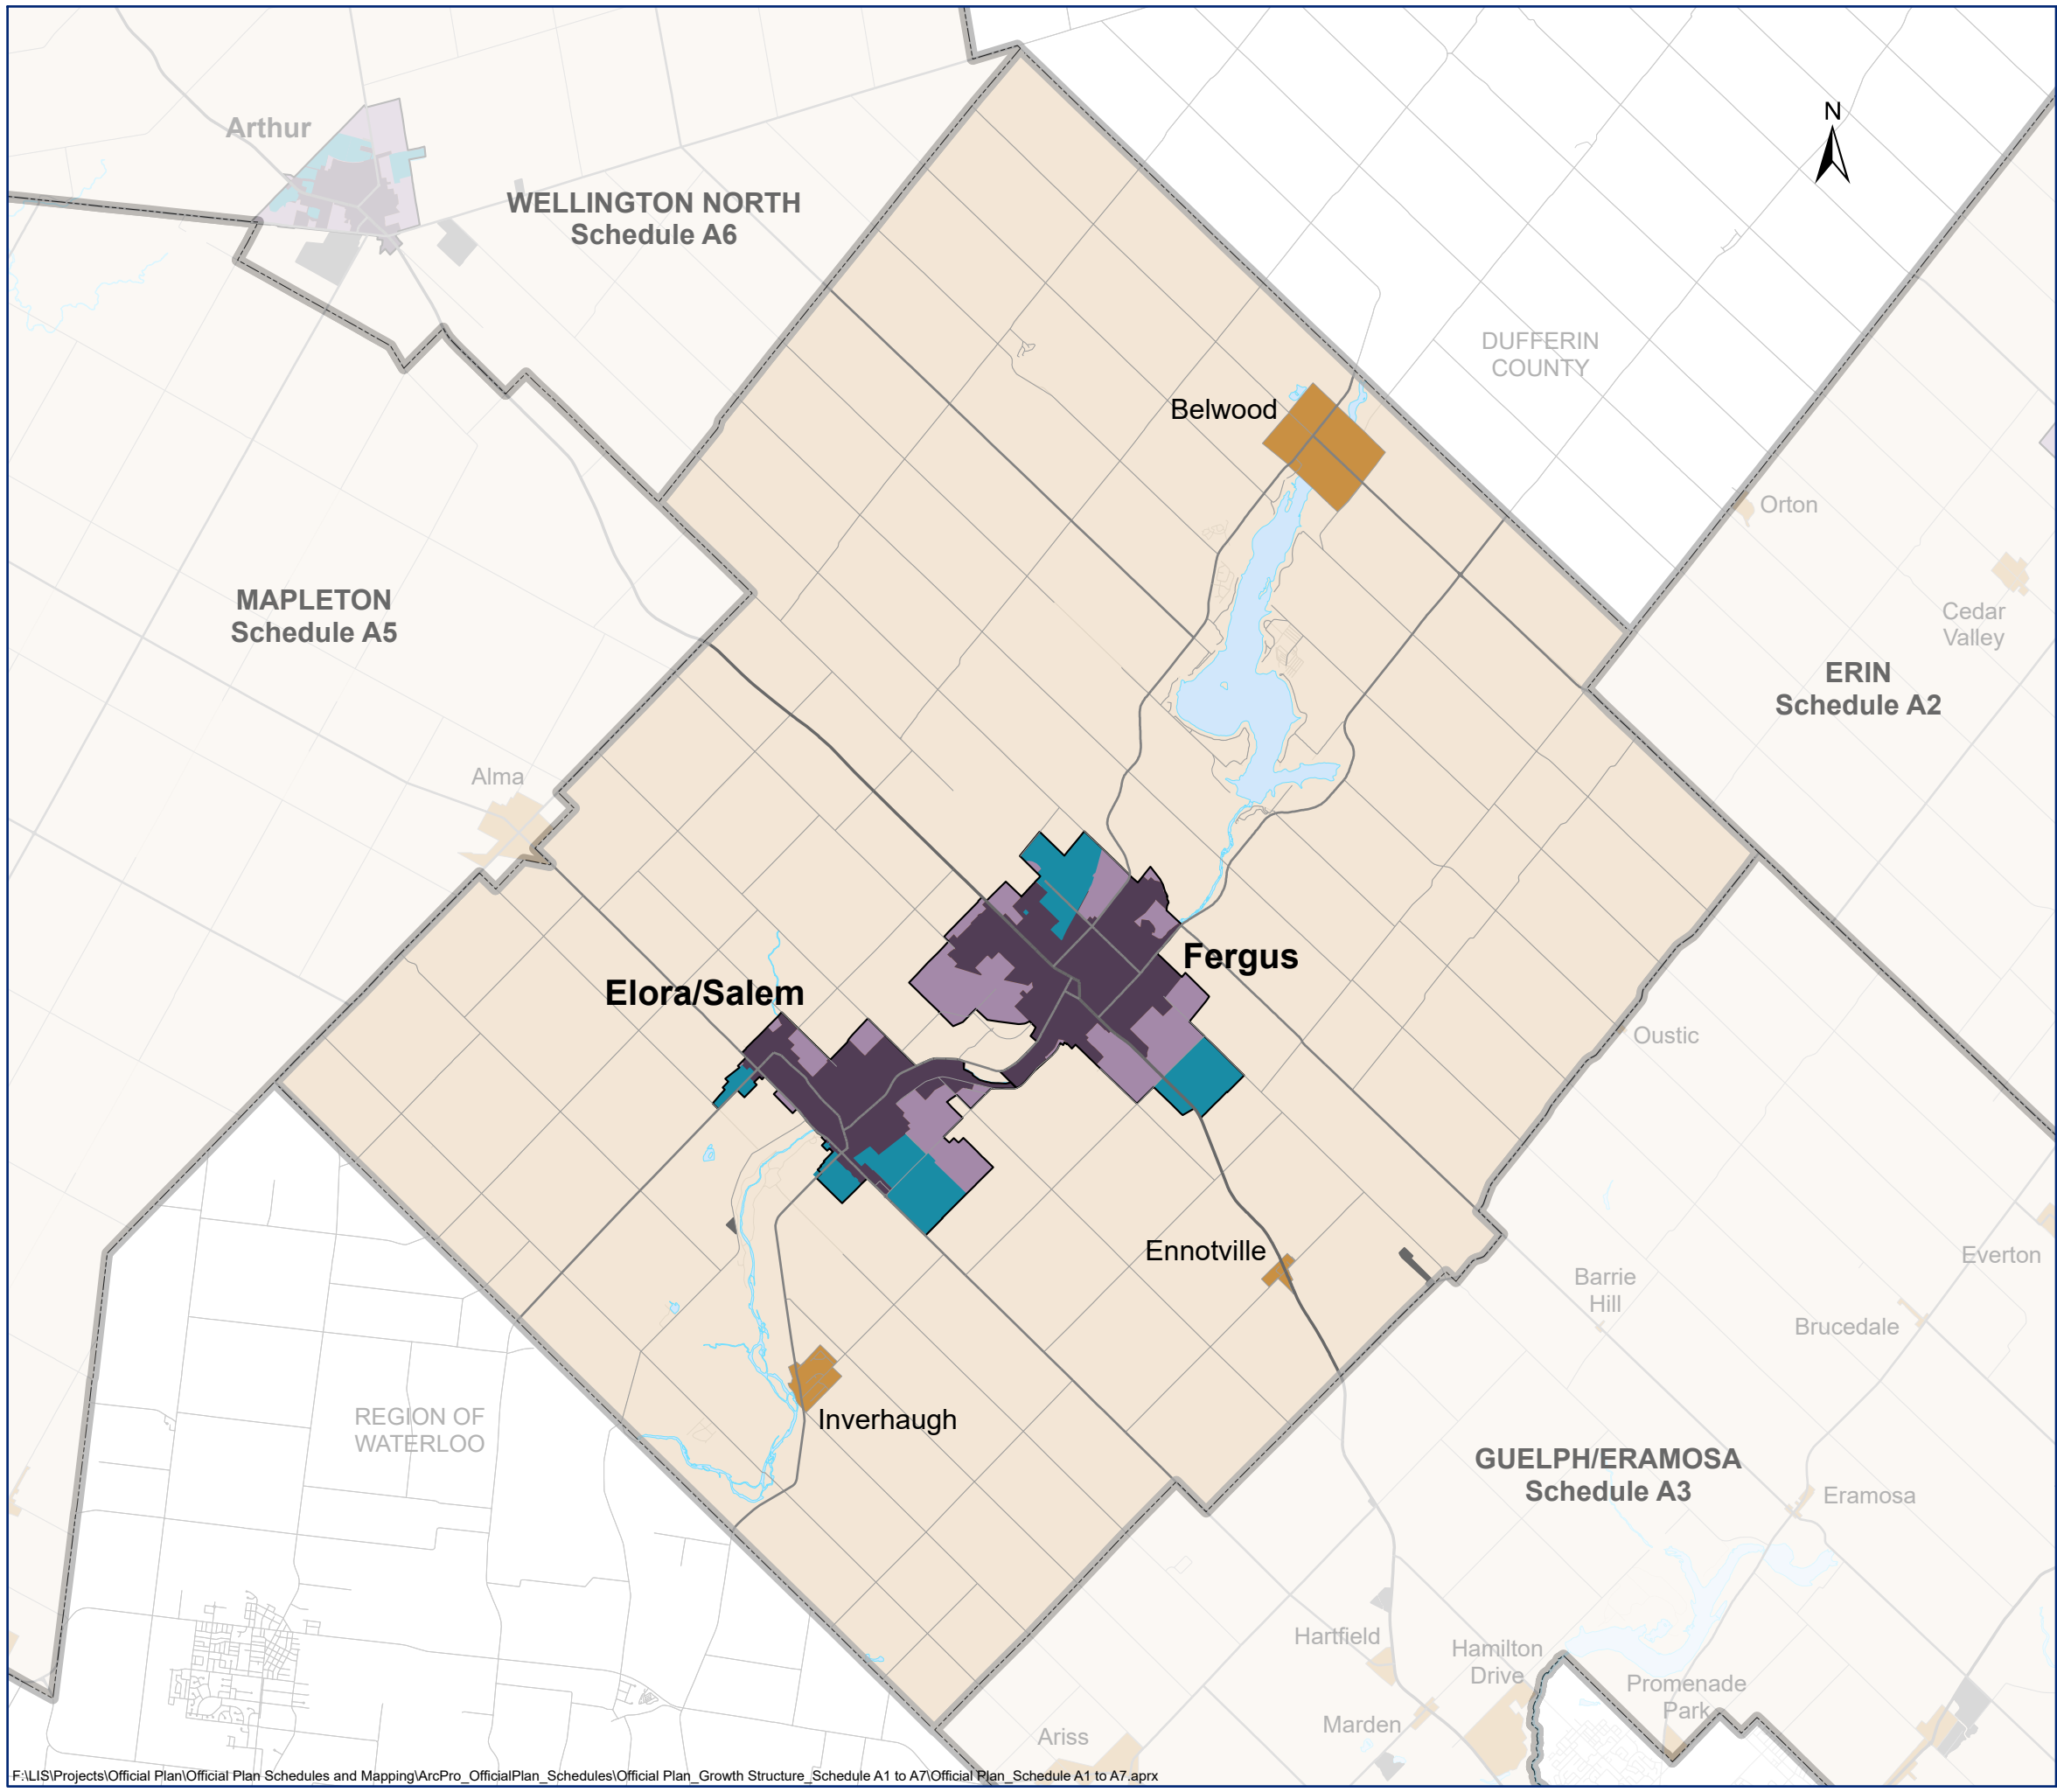 N
Arthur
WELLINGTON NORTH
Schedule A6
DUFFERIN
COUNTY
Belwood
Orton
MAPLETON
Schedule A5
Cedar
Valley
ERIN
Schedule A2
Alma
Fergus
Elora/Salem
Oustic
Ennotville
Everton
Barrie
Hill
Brucedale
Inverhaugh
REGION OF
WATERLOO
GUELPH/ERAMOSA
Schedule A3
Eramosa
Hartfield
Hamilton
Drive
Promenade
Park
Marden
Ariss
F:\LIS\Projects\Official Plan\Official Plan Schedules and Mapping\ArcPro_OfficialPlan_Schedules\Official Plan_Growth Structure_Schedule A1 to A7\Official Plan_Schedule A1 to A7.aprx